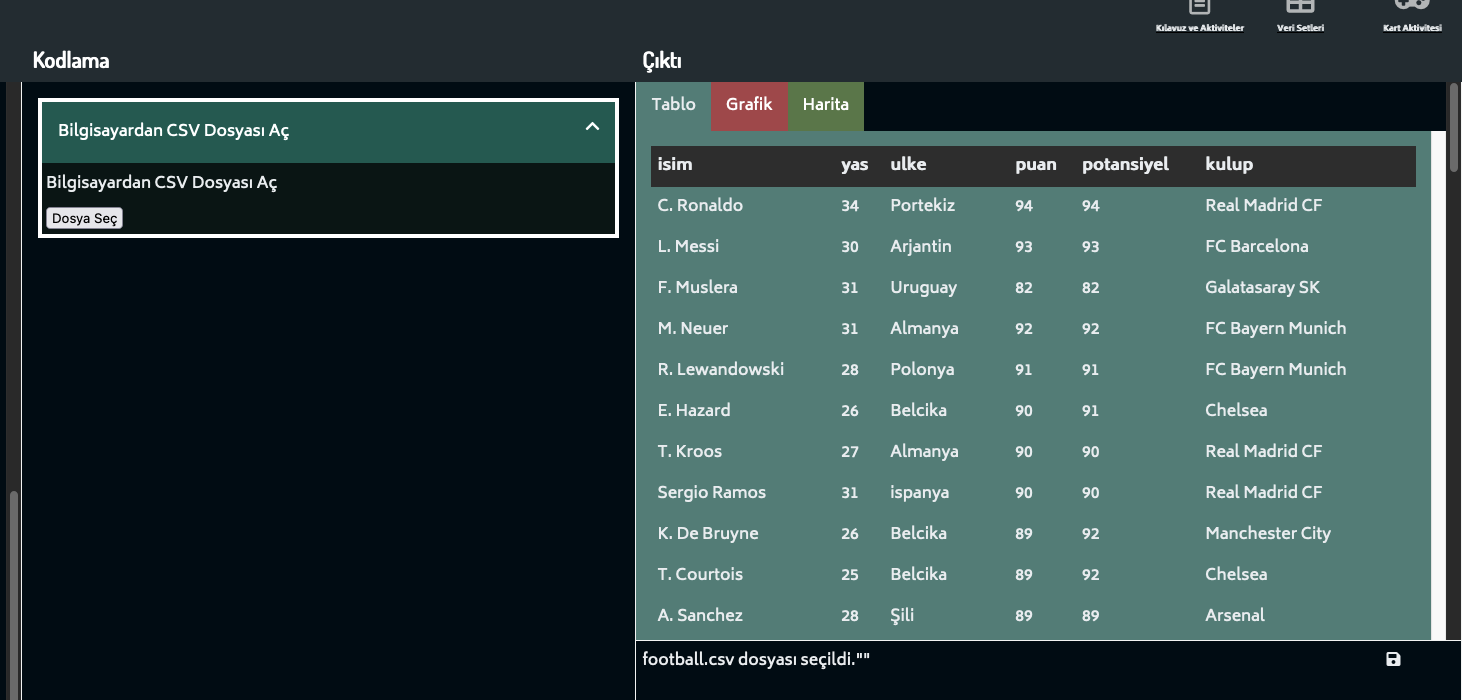 Kılavuz ve Aktiviteler Veri Setleri Kart Aktivitesi
Kodlama
Bilgisayardan CSV Dosyası Aç
Bilgisayardan CSV Dosyası Aç
Dosya Seç
Çıktı
Tablo Grafik Harita
isim yas ulke puan potansiyel kulup
C. Ronaldo 34 Portekiz 94 94 Real Madrid CF
L. Messi 30 Arjantin 93 93 FC Barcelona
F. Muslera 31 Uruguay 82 82 Galatasaray SK
M. Neuer 31 Almanya 92 92 FC Bayern Munich
R. Lewandowski 28 Polonya 91 91 FC Bayern Munich
E. Hazard 26 Belcika 90 91 Chelsea
T. Kroos 27 Almanya 90 90 Real Madrid CF
Sergio Ramos 31 ispanya 90 90 Real Madrid CF
K. De Bruyne 26 Belcika 89 92 Manchester City
T. Courtois 25 Belcika 89 92 Chelsea
A. Sanchez 28 Şili 89 89 Arsenal
football.csv dosyası seçildi.""